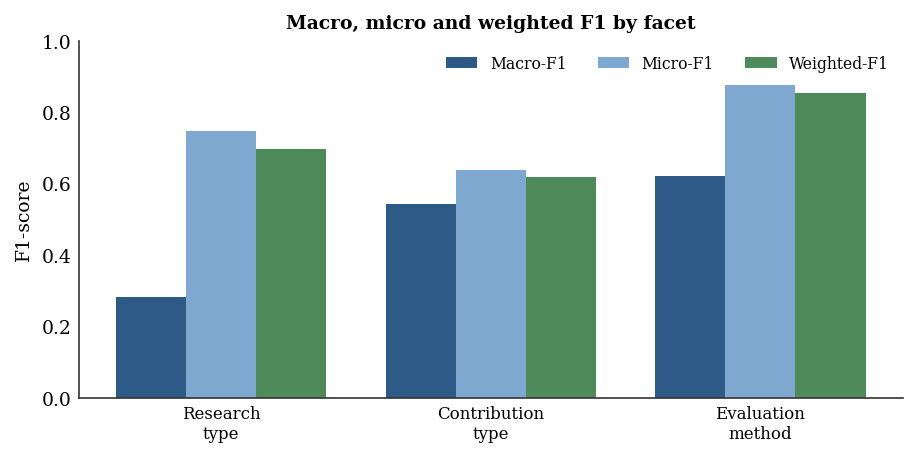 Macro, micro and weighted F1 by facet
Macro-F1 Micro-F1 Weighted-F1
F1-score
1.0
0.8
0.6
0.4
0.2
0.0
Research
type
Contribution
type
Evaluation
method